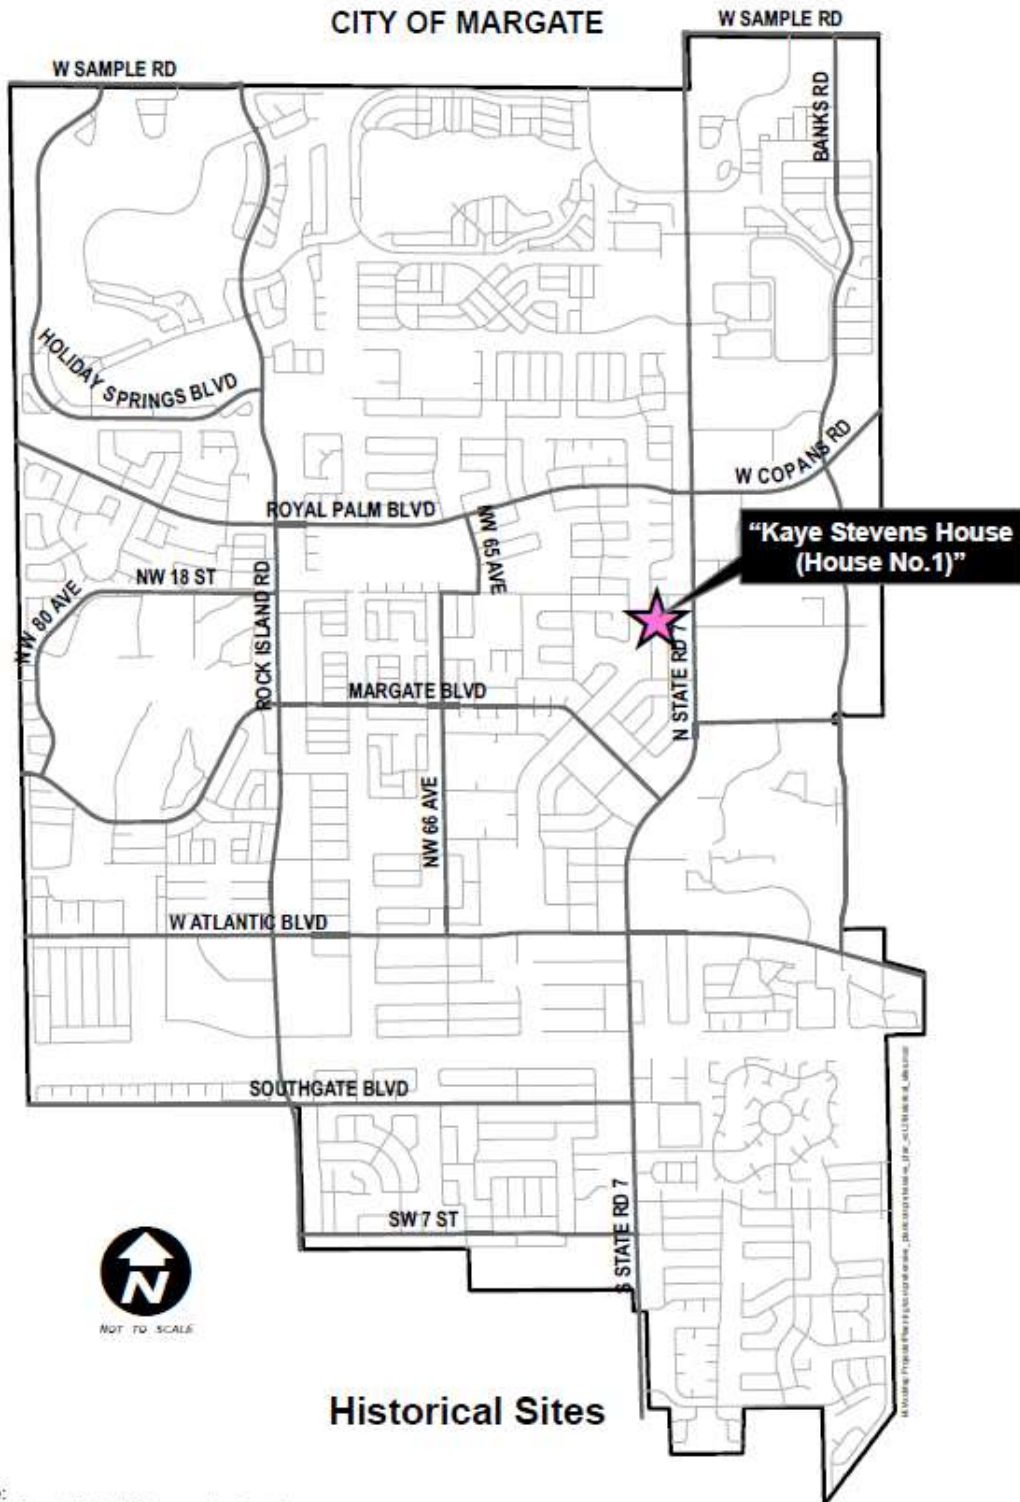 CITY OF MARGATE
W SAMPLE RD
W SAMPLE RD
BANKS RD
HOLIDAY SPRINGS BLVD
W COPANS RD
ROYAL PALM BLVD
NW 65 AVE
"Kaye Stevens House
(House No.1)"
NW 18 ST
NW 80 AVE
ROCK ISLAND RD
N STATE RD 7
MARGATE BLVD
NW 66 AVE
W ATLANTIC BLVD
SOUTHGATE BLVD
SW 7 ST
S STATE RD 7
N
NOT TO SCALE
Historical Sites